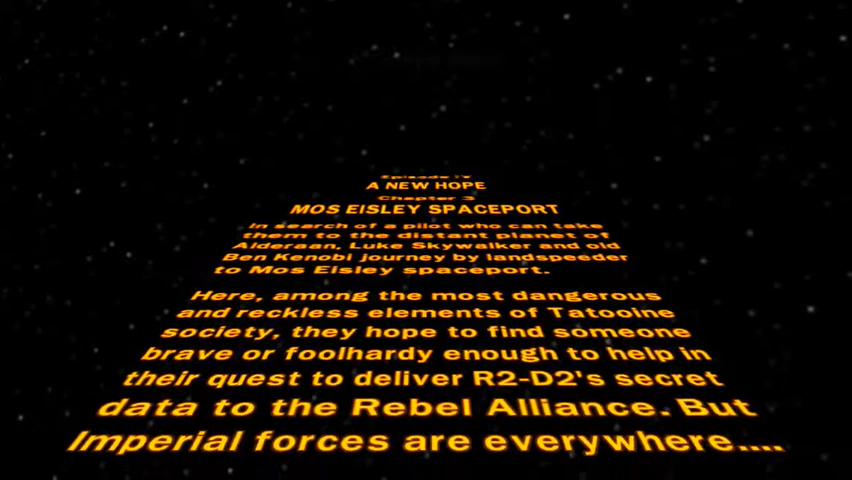 Episode IV
A NEW HOPE
Chapter 3
MOS EISLEY SPACEPORT
In search of a pilot who can take
them to the distant planet of
Alderaan, Luke Skywalker and old
Ben Kenobi journey by landspeeder
to Mos Eisley spaceport.
Here, among the most dangerous
and reckless elements of Tatooine
society, they hope to find someone
brave or foolhardy enough to help in
their quest to deliver R2-D2's secret
data to the Rebel Alliance. But
Imperial forces are everywhere....